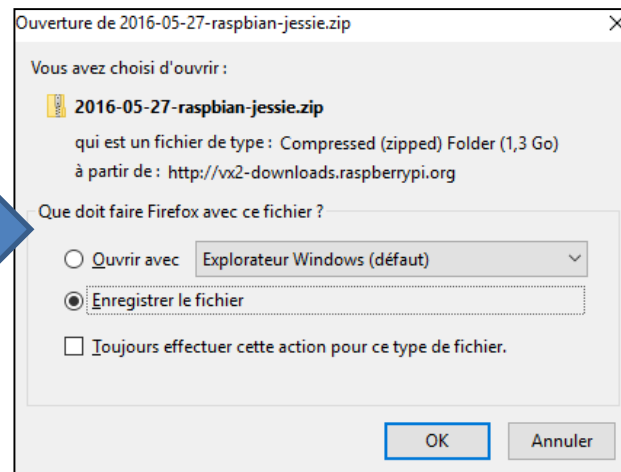 Ouverture de 2016-05-27-raspbian-jessie.zip
Vous avez choisi d'ouvrir :
2016-05-27-raspbian-jessie.zip
qui est un fichier de type : Compressed (zipped) Folder (1,3 Go)
à partir de : http://vx2-downloads.raspberrypi.org
Que doit faire Firefox avec ce fichier ?
Ouvrir avec Explorateur Windows (défaut)
Enregistrer le fichier
Toujours effectuer cette action pour ce type de fichier.
OK Annuler